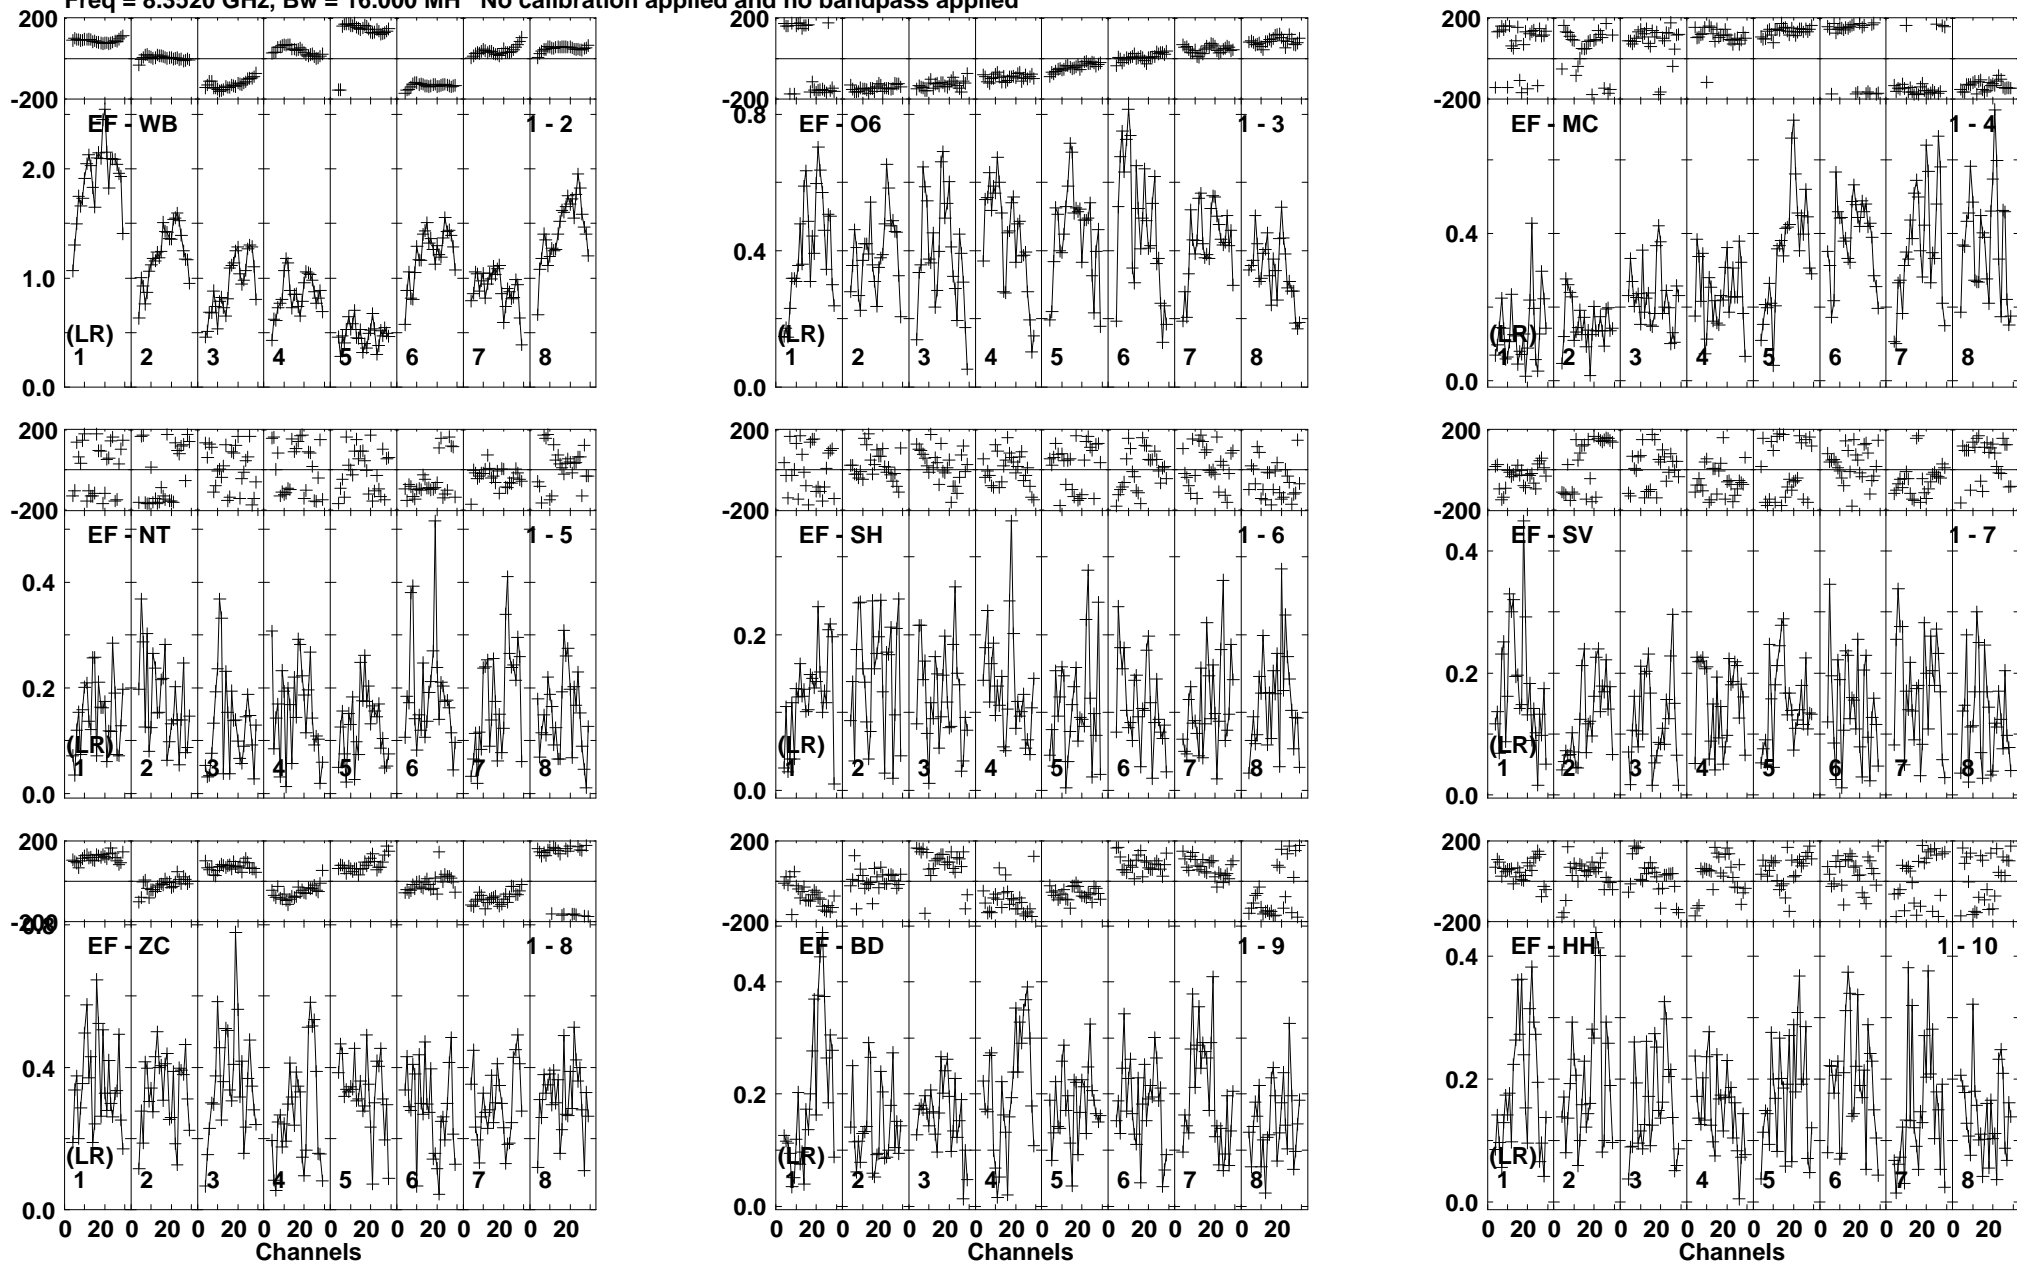 Freq = 8.3520 GHz, Bw = 16.000 MH No calibration applied and no bandpass applied
200 200 200
-200 -200 -200
EF - WB 1 - 2 0.8 EF - O6 1 - 3 EF - MC 1 - 4
2.0
0.4 0.4
1.0
(LR) (LR) (LR)
1 2 3 4 5 6 7 8 1 2 3 4 5 6 7 8 1 2 3 4 5 6 7 8
0.0 0.0 0.0
200 200 200
-200 -200 -200
EF - NT 1 - 5 EF - SH 1 - 6 EF - SV 1 - 7
0.4 0.4
0.2 0.2 0.2
(LR) (LR) (LR)
1 2 3 4 5 6 7 8 1 2 3 4 5 6 7 8 1 2 3 4 5 6 7 8
0.0 0.0 0.0
200 200 200
-200 -200 -200
0.8 EF - ZC 1 - 8 EF - BD 1 - 9 EF - HH 1 - 10
0.4 0.4 0.4
0.2 0.2
(LR) (LR) (LR)
1 2 3 4 5 6 7 8 1 2 3 4 5 6 7 8 1 2 3 4 5 6 7 8
0.0 0.0 0.0
0 20 0 20 0 20 0 20 0 20 0 20 0 20 0 20 0 20 0 20 0 20 0 20 0 20 0 20 0 20 0 20 0 20 0 20 0 20 0 20 0 20 0 20 0 20 0 20
Channels Channels Channels